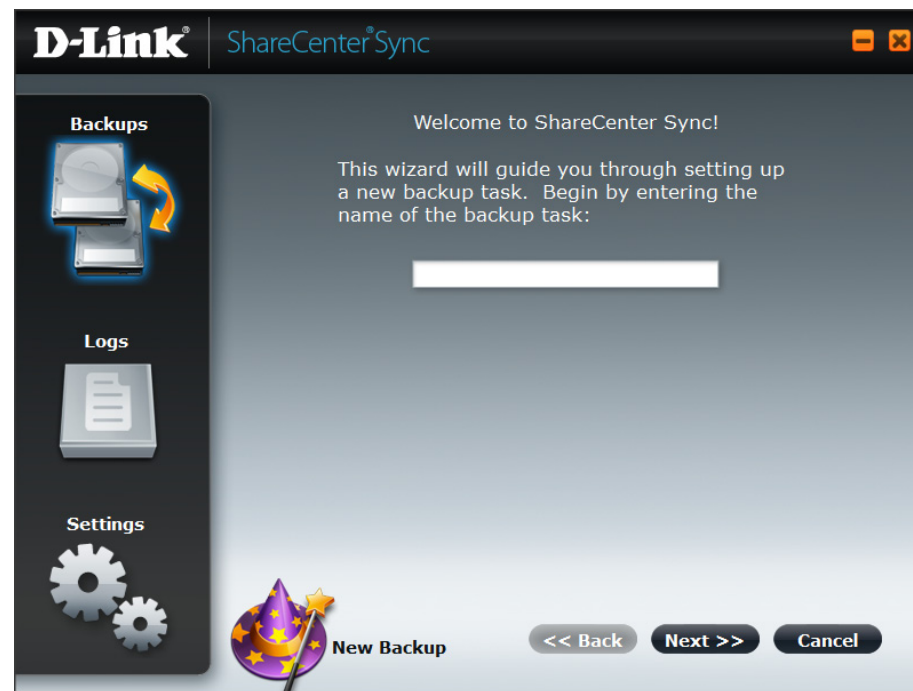 D-Link® ShareCenter® Sync
Backups
Logs
Settings
Welcome to ShareCenter Sync!
This wizard will guide you through setting up
a new backup task. Begin by entering the
name of the backup task:
New Backup
<< Back
Next >>
Cancel